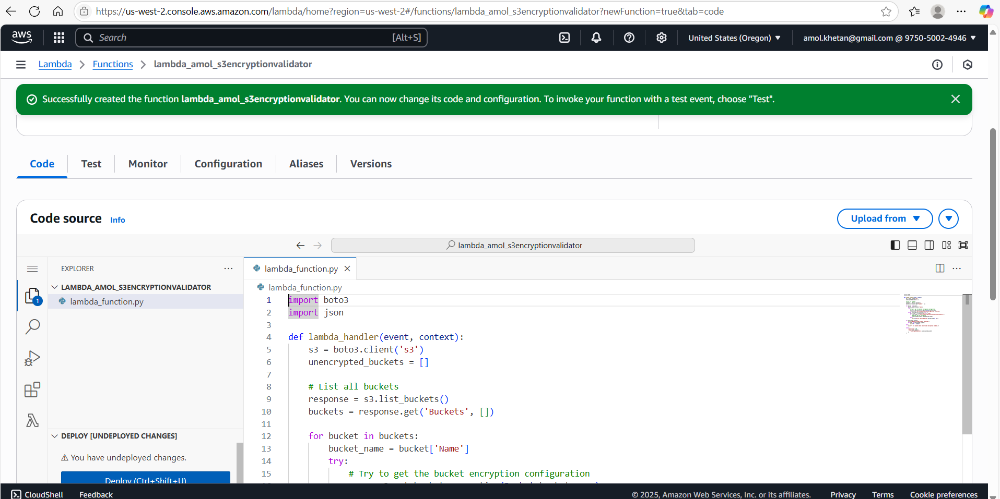 https://us-west-2.console.aws.amazon.com/lambda/home?region=us-west-2#/functions/lambda_amol_s3encryptionvalidator?newFunction=true&tab=code
aws
Search
[Alt+S]
United States (Oregon)
amol.khetan@gmail.com @ 9750-5002-4946
Lambda
Functions
lambda_amol_s3encryptionvalidator
Successfully created the function lambda_amol_s3encryptionvalidator. You can now change its code and configuration. To invoke your function with a test event, choose "Test".
Code
Test
Monitor
Configuration
Aliases
Versions
Code source
Info
Upload from
lambda_amol_s3encryptionvalidator
EXPLORER
LAMBDA_AMOL_S3ENCRYPTIONVALIDATOR
1
lambda_function.py
DEPLOY [UNDEPLOYED CHANGES]
You have undeployed changes.
Deploy (Ctrl+Shift+U)
lambda_function.py
lambda_function.py
1 import boto3
2 import json
3
4 def lambda_handler(event, context):
5 s3 = boto3.client('s3')
6 unencrypted_buckets = []
7
8 # List all buckets
9 response = s3.list_buckets()
10 buckets = response.get('Buckets', [])
11
12 for bucket in buckets:
13 bucket_name = bucket['Name']
14 try:
15 # Try to get the bucket encryption configuration
CloudShell
Feedback
© 2025, Amazon Web Services, Inc. or its affiliates.
Privacy
Terms
Cookie preferences